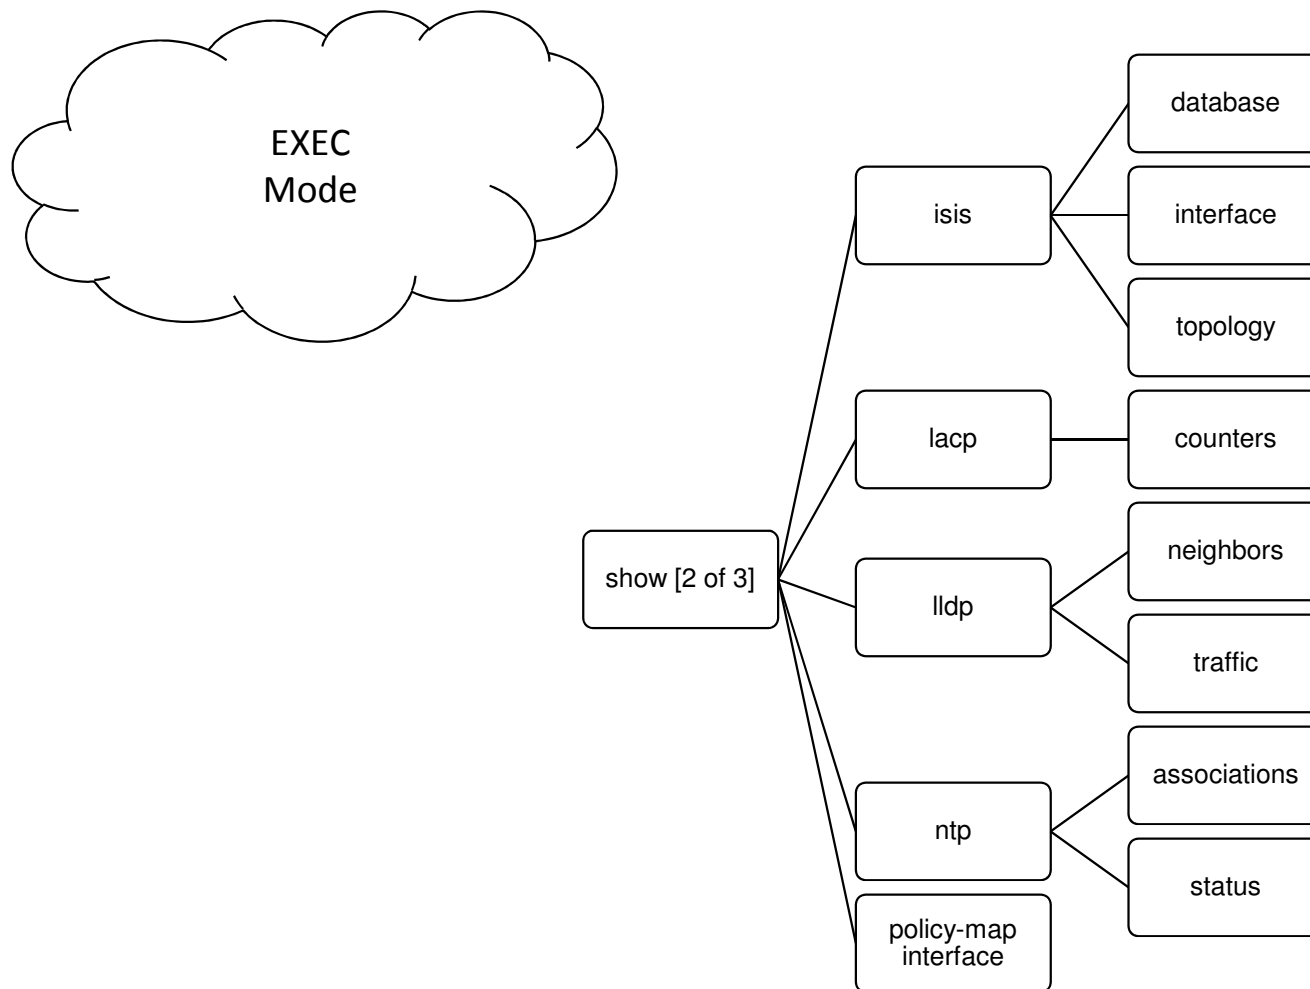 EXEC
Mode
database
isis
interface
topology
lacp
counters
show [2 of 3]
lldp
neighbors
traffic
ntp
associations
status
policy-map
interface